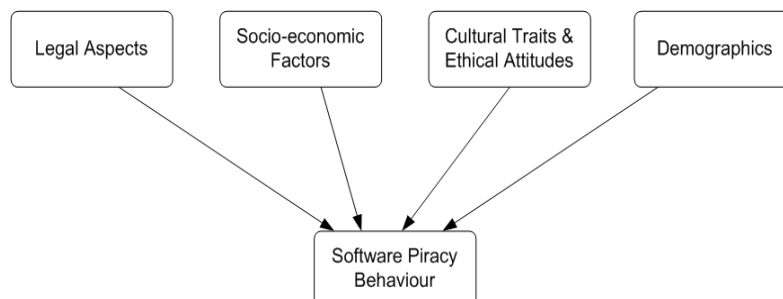 Legal Aspects
Socio-economic
Factors
Cultural Traits &
Ethical Attitudes
Demographics
Software Piracy
Behaviour